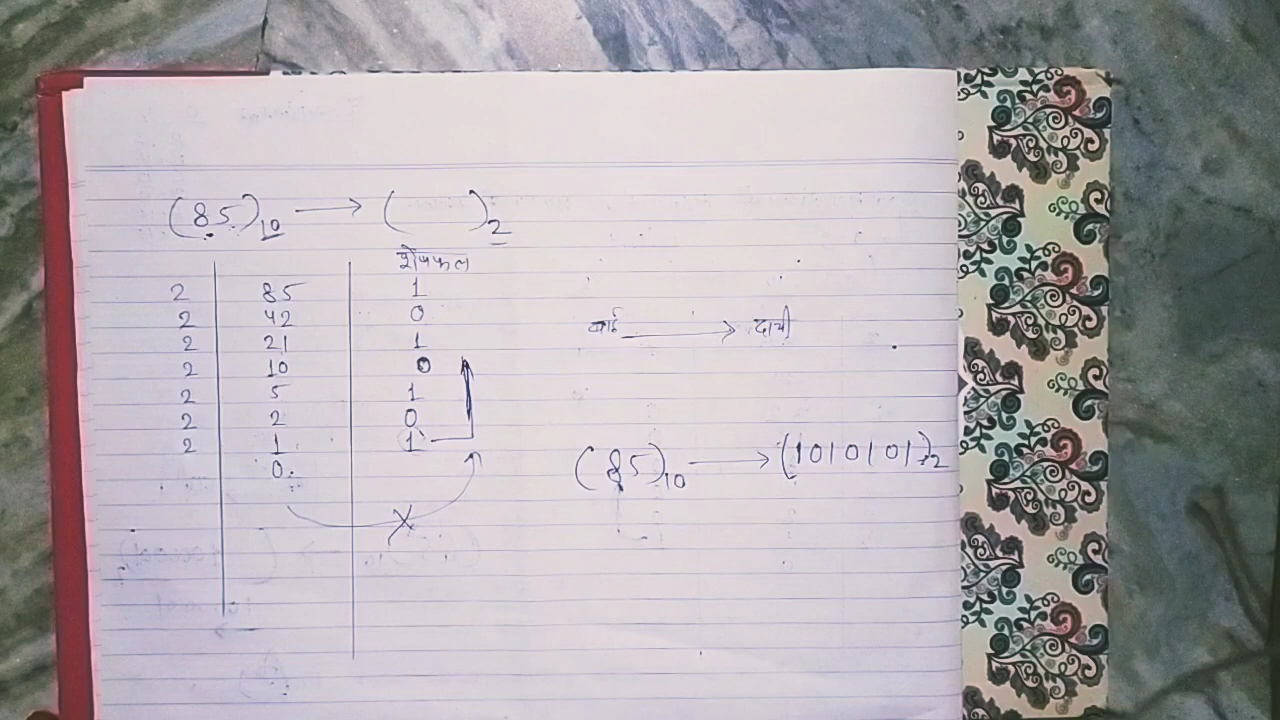 (85)10 → (      )2
शेषफल
2 85 1
2 42 0
2 21 1
2 10 0
2 5 1
2 2 0
2 1 1
0
X
बाई → दायी
(85)10 → (1010101)2